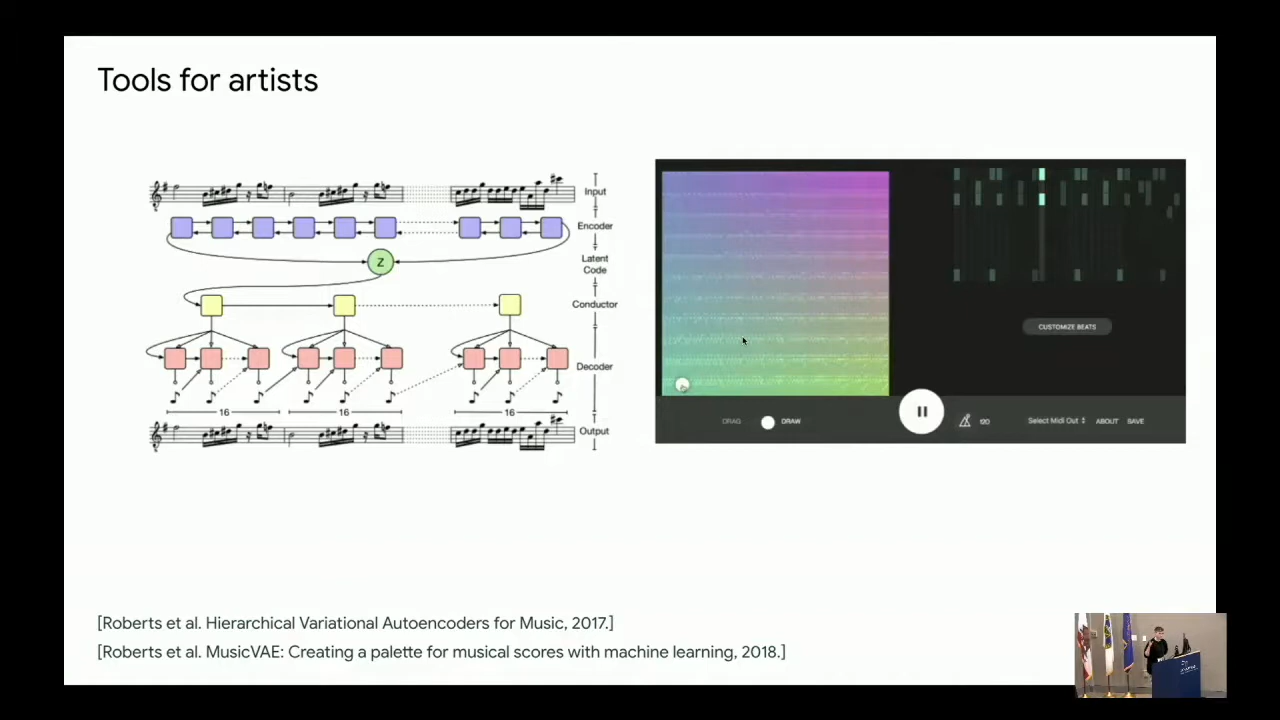 Tools for artists
Input
Encoder
Z
Latent
Code
Conductor
Decoder
16
16
16
Output
CUSTOMIZE BEATS
DRAG
DRAW
120
Select Midi Out
ABOUT
SAVE
[Roberts et al. Hierarchical Variational Autoencoders for Music, 2017.]
[Roberts et al. MusicVAE: Creating a palette for musical scores with machine learning, 2018.]